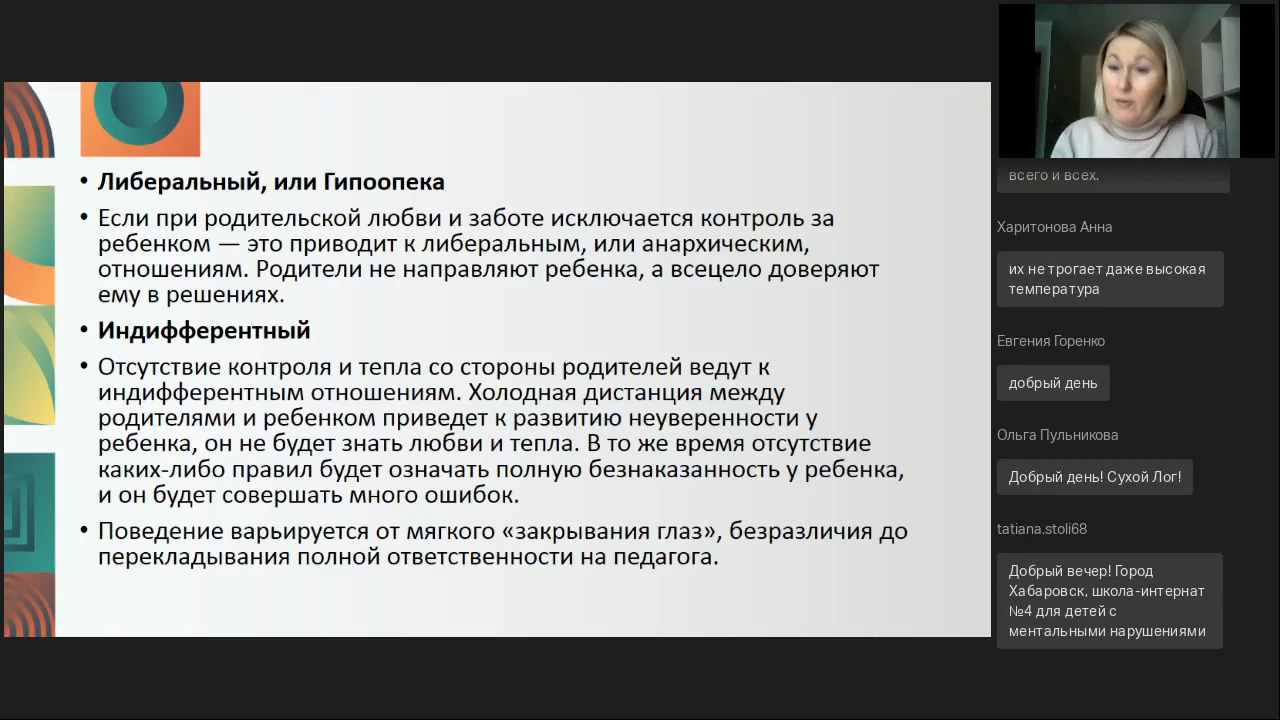 • Либеральный, или Гипоопека
• Если при родительской любви и заботе исключается контроль за
ребенком — это приводит к либеральным, или анархическим,
отношениям. Родители не направляют ребенка, а всецело доверяют
ему в решениях.
• Индифферентный
• Отсутствие контроля и тепла со стороны родителей ведут к
индифферентным отношениям. Холодная дистанция между
родителями и ребенком приведет к развитию неуверенности у
ребенка, он не будет знать любви и тепла. В то же время отсутствие
каких-либо правил будет означать полную безнаказанность у ребенка,
и он будет совершать много ошибок.
• Поведение варьируется от мягкого «закрывания глаз», безразличия до
перекладывания полной ответственности на педагога.
всего и всех.
Харитонова Анна
их не трогает даже высокая
температура
Евгения Горенко
добрый день
Ольга Пульникова
Добрый день! Сухой Лог!
tatiana.stoli68
Добрый вечер! Город
Хабаровск, школа-интернат
№4 для детей с
ментальными нарушениями